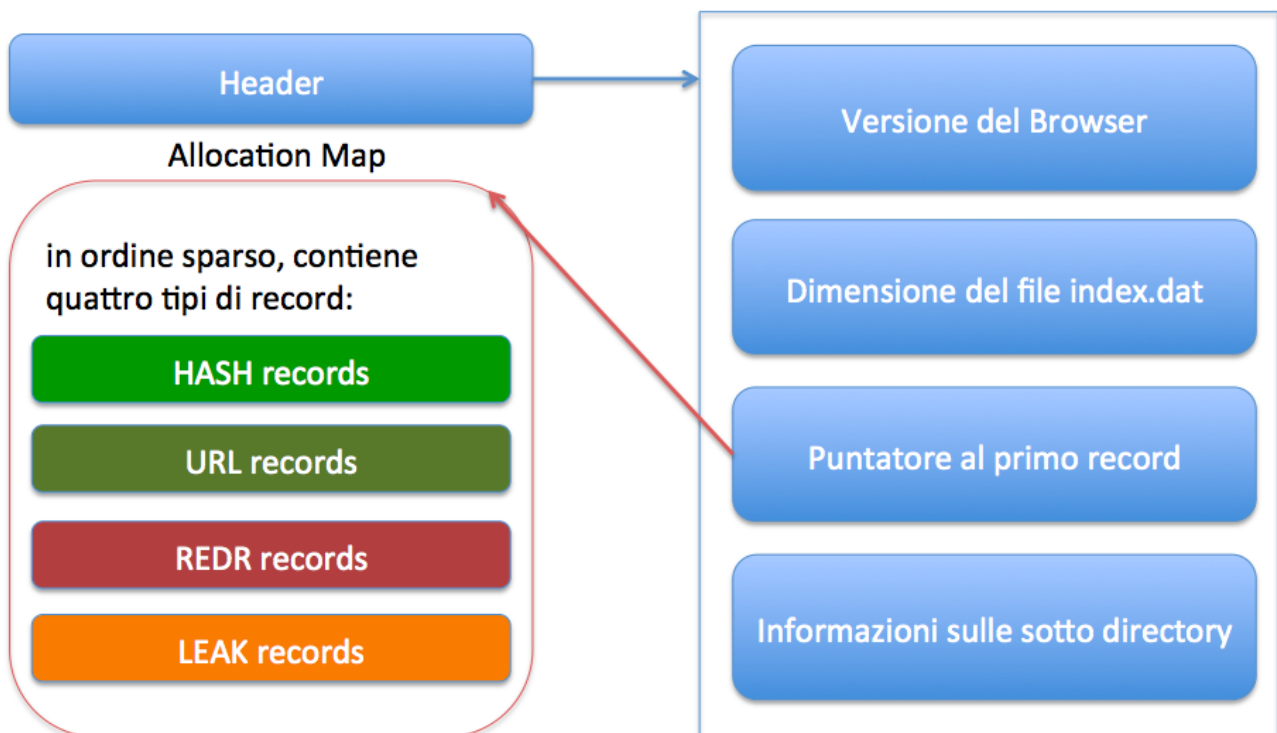 Header
Allocation Map
in ordine sparso, contiene
quattro tipi di record:
HASH records
URL records
REDR records
LEAK records
Versione del Browser
Dimensione del file index.dat
Puntatore al primo record
Informazioni sulle sotto directory